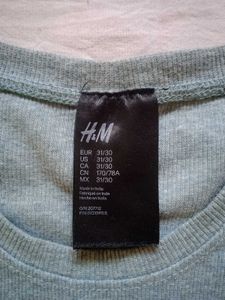 H&M
EUR 31/30
US 31/30
CA 31/30
CN 170/78A
MX 31/30
Made in India
Fabriqué en Inde
Hecho en India